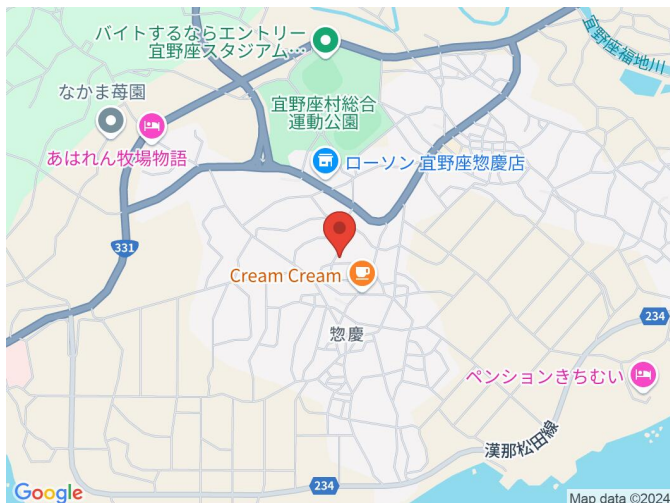 バイトするならエントリー
宜野座スタジアム…
宜野座福地川
なかま苺園
宜野座村総合
運動公園
あはれん牧場物語
ローソン 宜野座惣慶店
331
Cream Cream
惣慶
234
ペンションきちむい
漢那松田線
234
Google
Map data ©2024